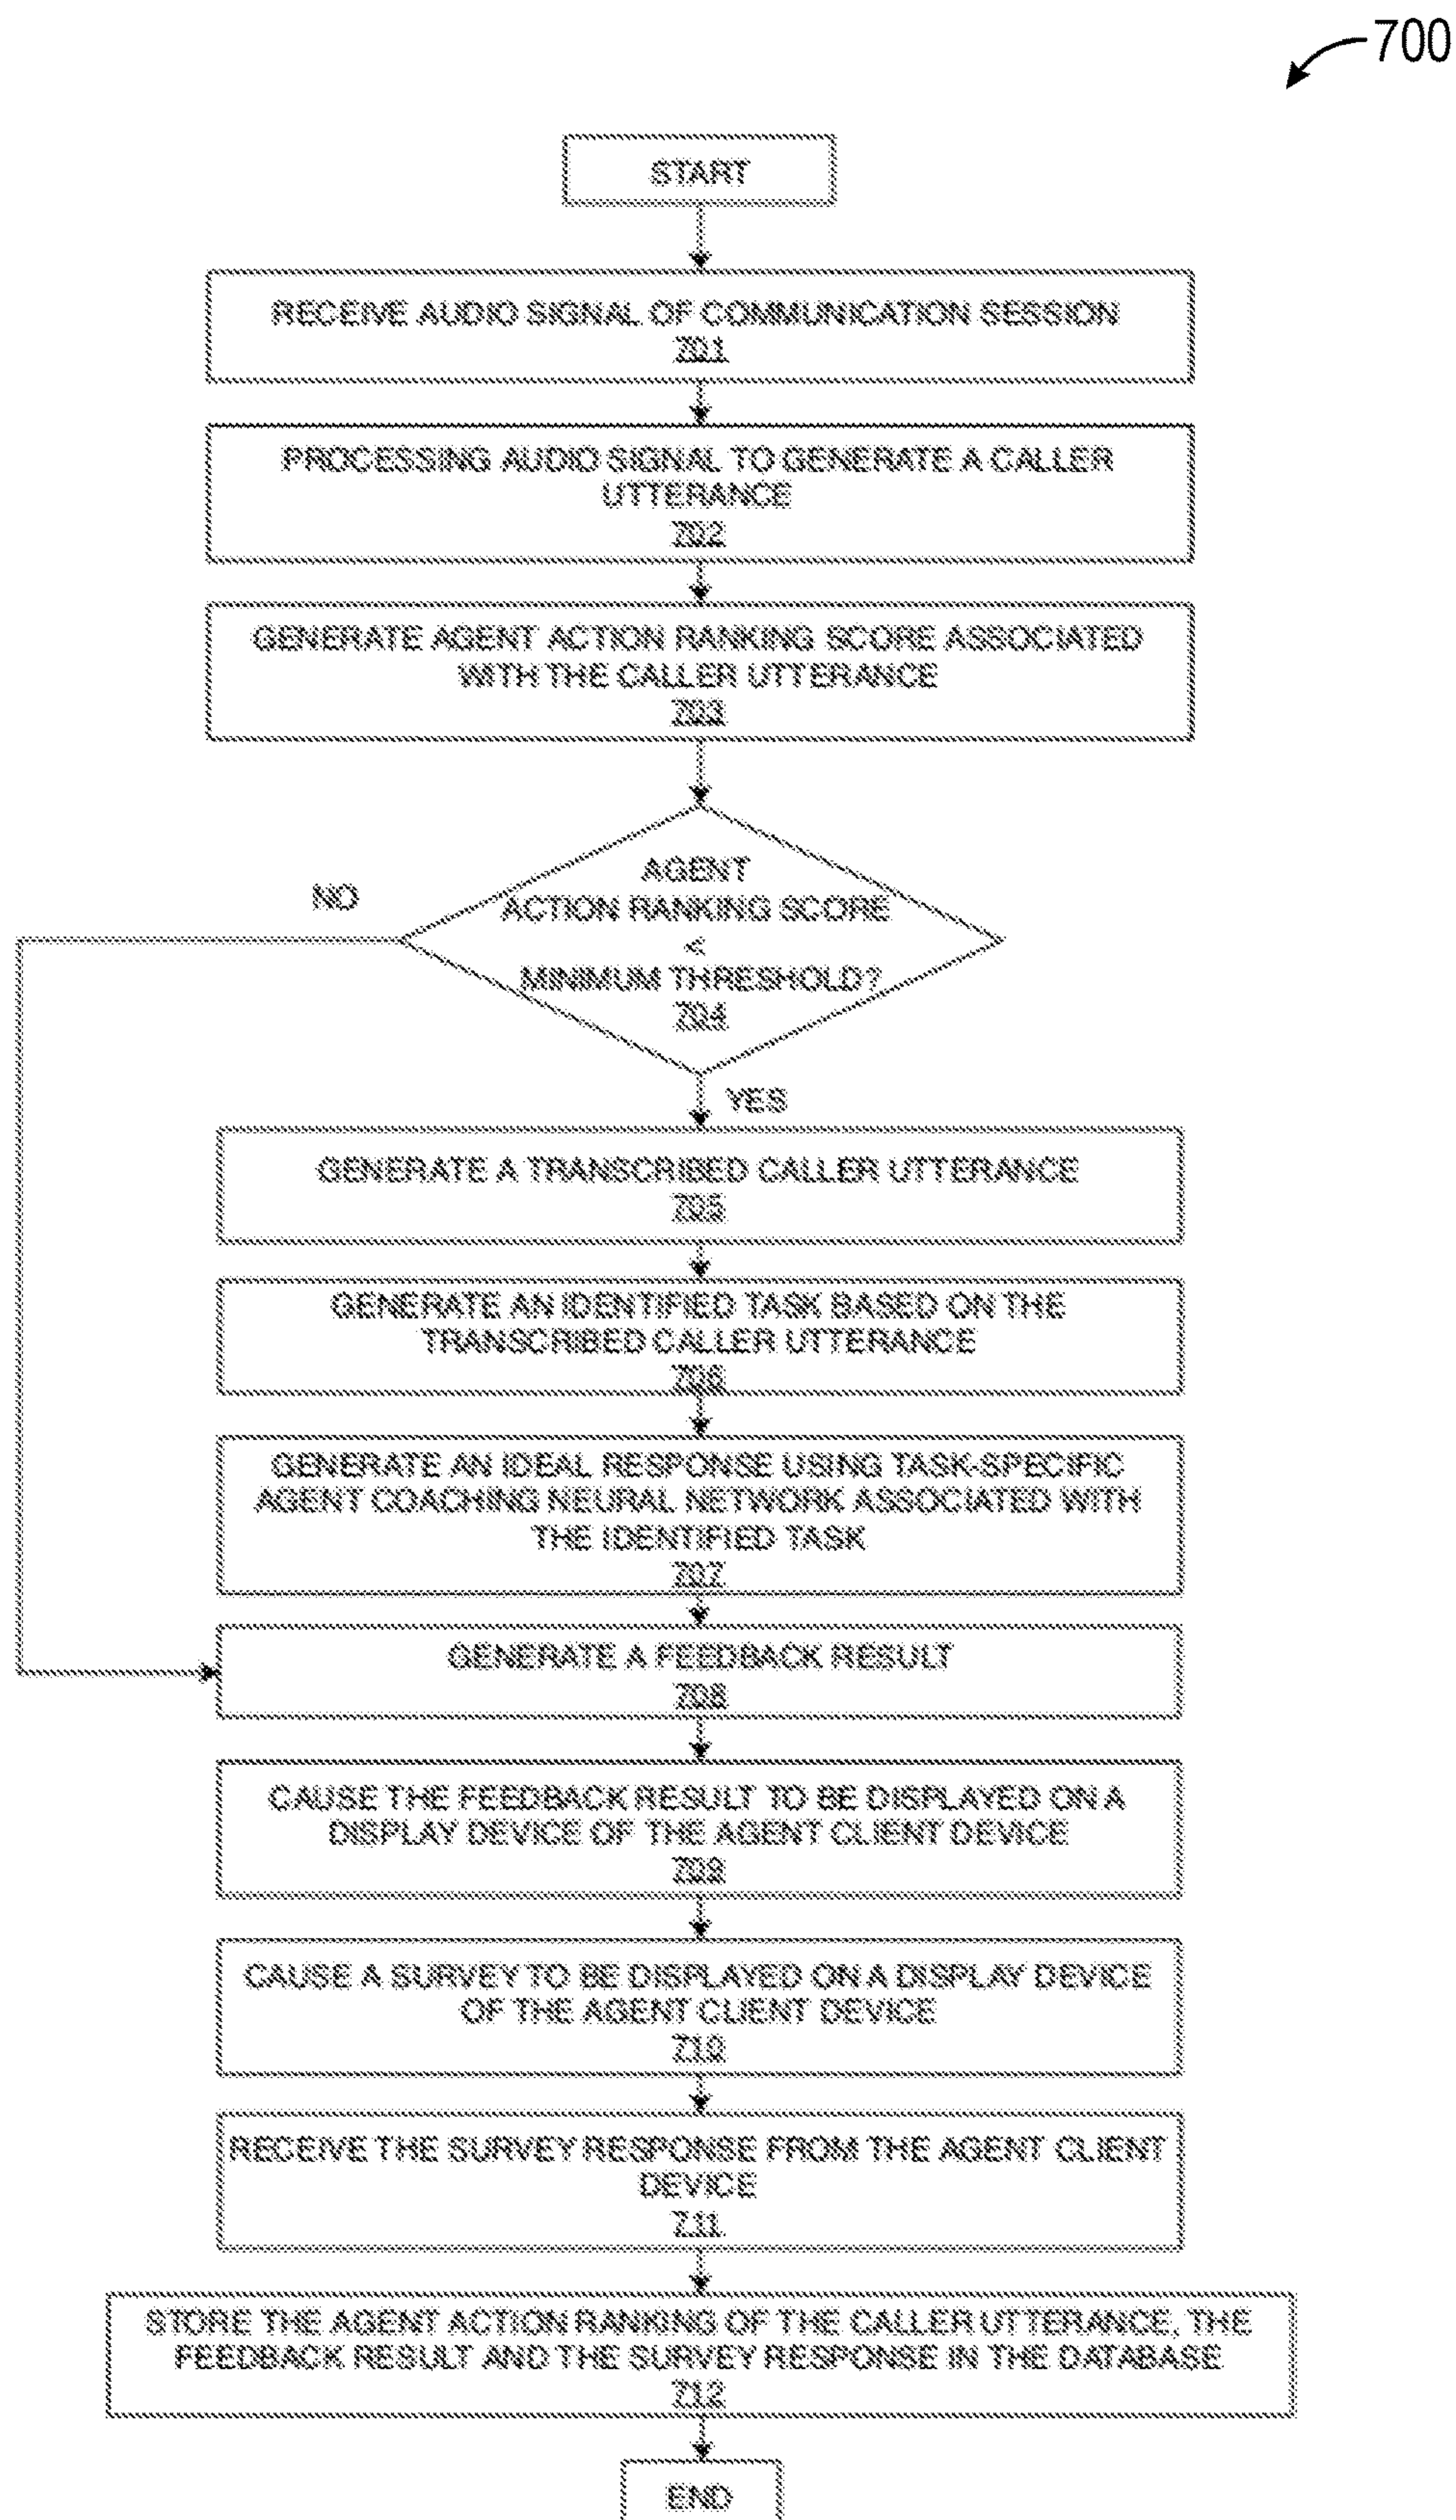 700
START
RECEIVE AUDIO SIGNAL OF COMMUNICATION SESSION
701
PROCESSING AUDIO SIGNAL TO GENERATE A CALLER
UTTERANCE
702
GENERATE AGENT ACTION RANKING SCORE ASSOCIATED
WITH THE CALLER UTTERANCE
703
AGENT
ACTION RANKING SCORE
<
MINIMUM THRESHOLD?
704
NO
YES
GENERATE A TRANSCRIBED CALLER UTTERANCE
705
GENERATE AN IDENTIFIED TASK BASED ON THE
TRANSCRIBED CALLER UTTERANCE
706
GENERATE AN IDEAL RESPONSE USING TASK-SPECIFIC
AGENT COACHING NEURAL NETWORK ASSOCIATED WITH
THE IDENTIFIED TASK
707
GENERATE A FEEDBACK RESULT
708
CAUSE THE FEEDBACK RESULT TO BE DISPLAYED ON A
DISPLAY DEVICE OF THE AGENT CLIENT DEVICE
709
CAUSE A SURVEY TO BE DISPLAYED ON A DISPLAY DEVICE
OF THE AGENT CLIENT DEVICE
710
RECEIVE THE SURVEY RESPONSE FROM THE AGENT CLIENT
DEVICE
711
STORE THE AGENT ACTION RANKING OF THE CALLER UTTERANCE, THE
FEEDBACK RESULT AND THE SURVEY RESPONSE IN THE DATABASE
712
END